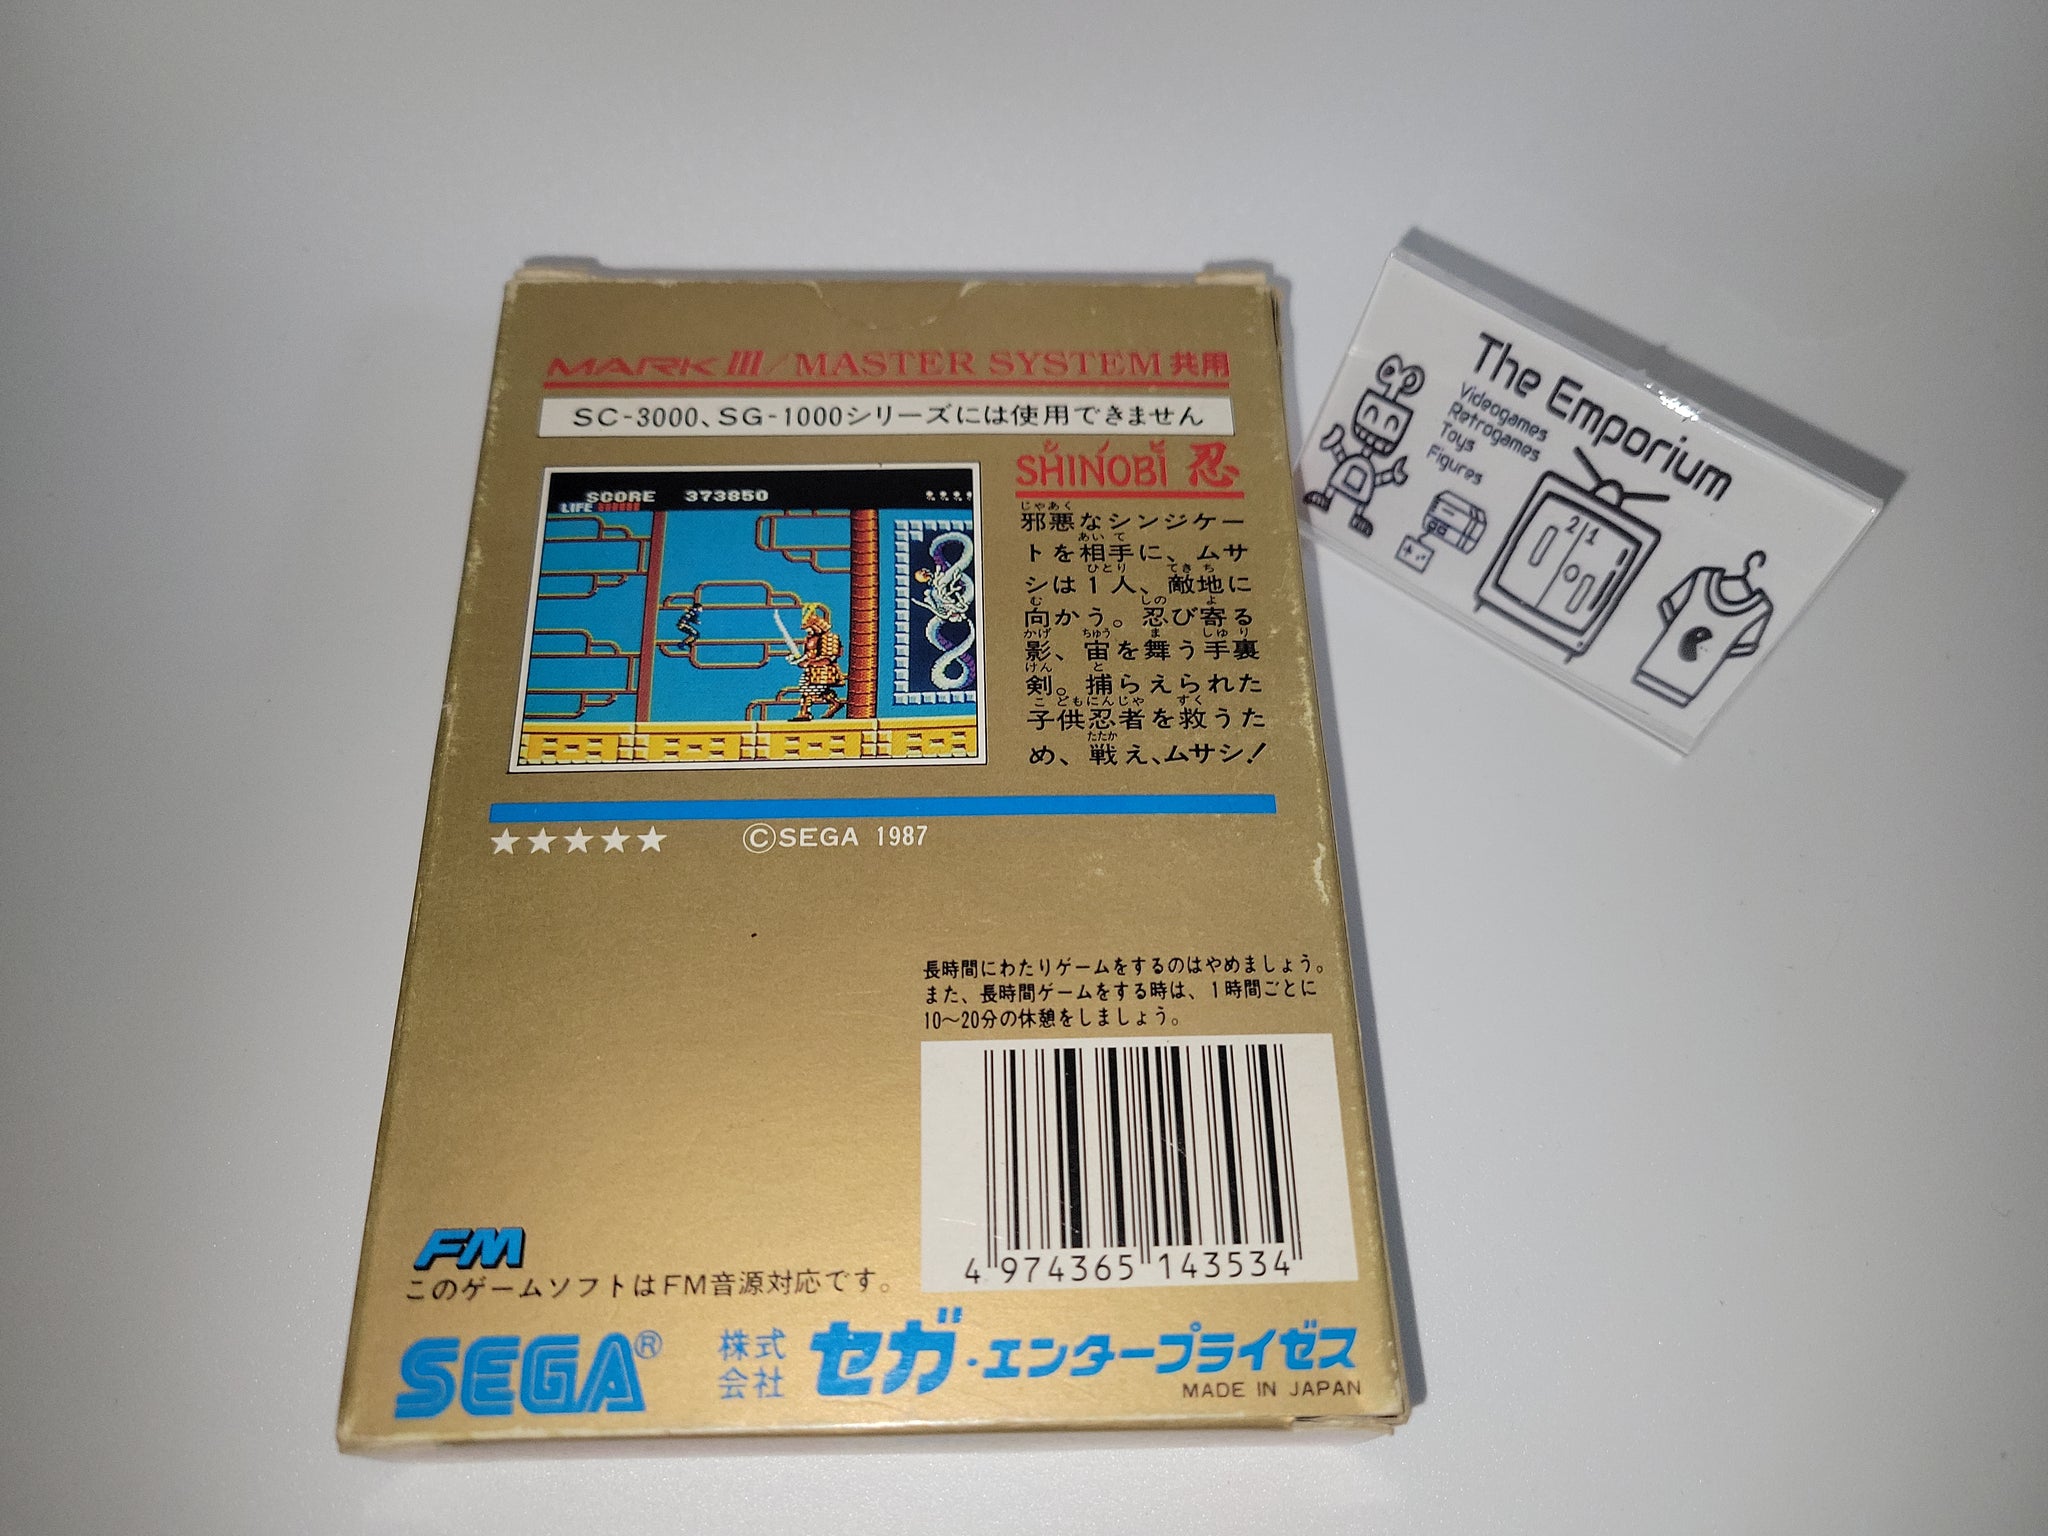 MARK III/MASTER SYSTEM共用
SC-3000、SG-1000シリーズには使用できません
SCORE 373850
LIFE
シノビ
SHINOBI 忍
じゃあく
邪悪なシンジケー
あいて
トを相手に、ムサ
ひとり てきち
シは1人、敵地に
む しの よ
向かう。忍び寄る
かげ ちゅう ま しゅり
影、宙を舞う手裏
けん と
剣。捕らえられた
こどもにんじゃ すく
子供忍者を救うた
たたか
め、戦え、ムサシ!
★★★★★ ©SEGA 1987
長時間にわたりゲームをするのはやめましょう。
また、長時間ゲームをする時は、1時間ごとに
10〜20分の休憩をしましょう。
4 974365 143534
FM
このゲームソフトはFM音源対応です。
SEGA®
株式会社 セガ・エンタープライゼス
MADE IN JAPAN
The Emporium
Videogames
Retrogames
Toys
Figures
2|1